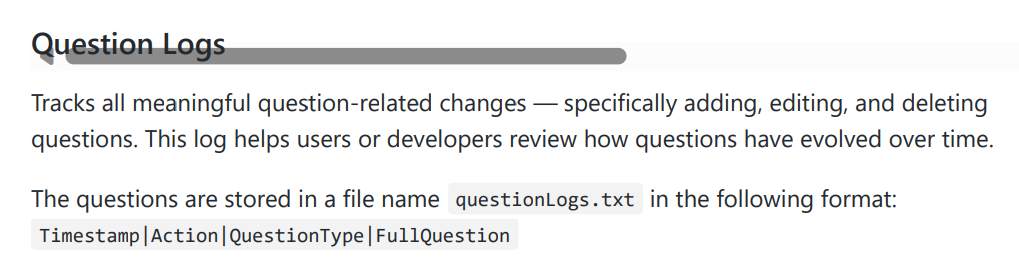 Question Logs
Tracks all meaningful question-related changes — specifically adding, editing, and deleting
questions. This log helps users or developers review how questions have evolved over time.
The questions are stored in a file name questionLogs.txt in the following format:
Timestamp|Action|QuestionType|FullQuestion